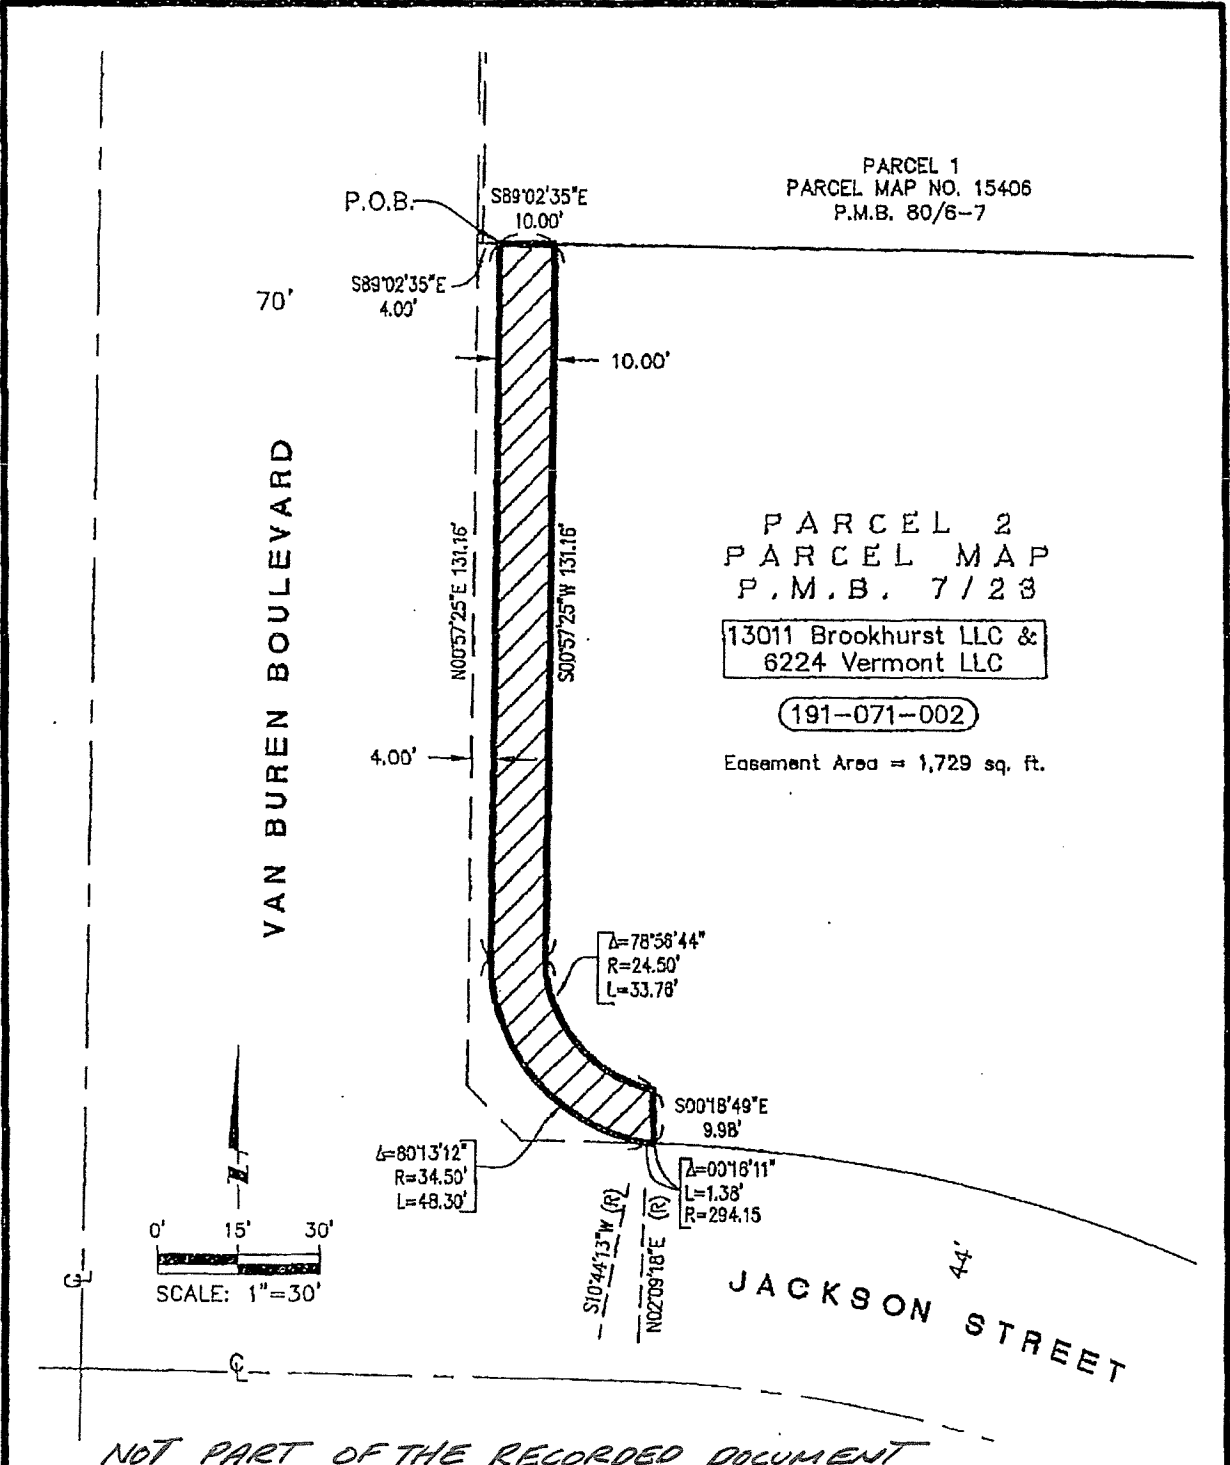 PARCEL 1
PARCEL MAP NO. 15406
P.M.B. 80/6-7
P.O.B.
S89°02'35"E
10.00'
S89°02'35"E
4.00'
70'
10.00'
VAN BUREN BOULEVARD
N00°57'25"E 131.16'
S00°57'25"W 131.16'
PARCEL 2
PARCEL MAP
P.M.B. 7/23
13011 Brookhurst LLC &
6224 Vermont LLC
191-071-002
Easement Area = 1,729 sq. ft.
4.00'
Δ=78°56'44"
R=24.50'
L=33.76'
S00°18'49"E
9.98'
Δ=80°13'12"
R=34.50'
L=48.30'
Δ=00°16'11"
L=1.38'
R=294.15
S10°44'13"W (R)
N02°09'18"E (R)
N
0' 15' 30'
SCALE: 1"=30'
44'
JACKSON STREET
℄
℄
NOT PART OF THE RECORDED DOCUMENT